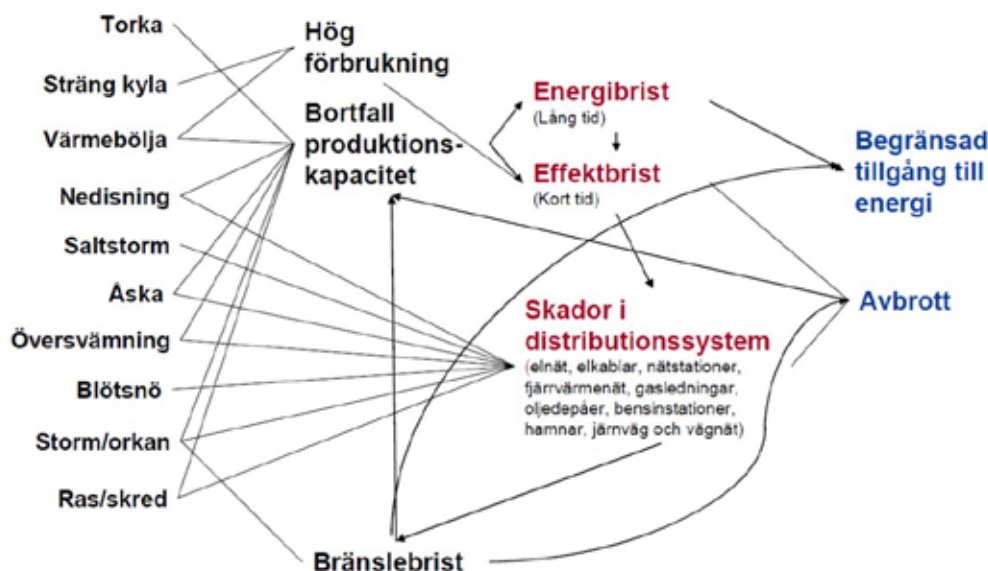 Torka
Sträng kyla
Värmebölja
Nedisning
Saltstorm
Åska
Översvämning
Blötsnö
Storm/orkan
Ras/skred
Hög
förbrukning
Bortfall
produktions-
kapacitet
Bränslebrist
Energibrist
(Lång tid)
Effektbrist
(Kort tid)
Skador i
distributionssystem
(elnät, elkablar, nätstationer,
fjärrvärmenät, gasledningar,
oljedepåer, bensinstationer,
hamnar, järnväg och vägnät)
Begränsad
tillgång till
energi
Avbrott